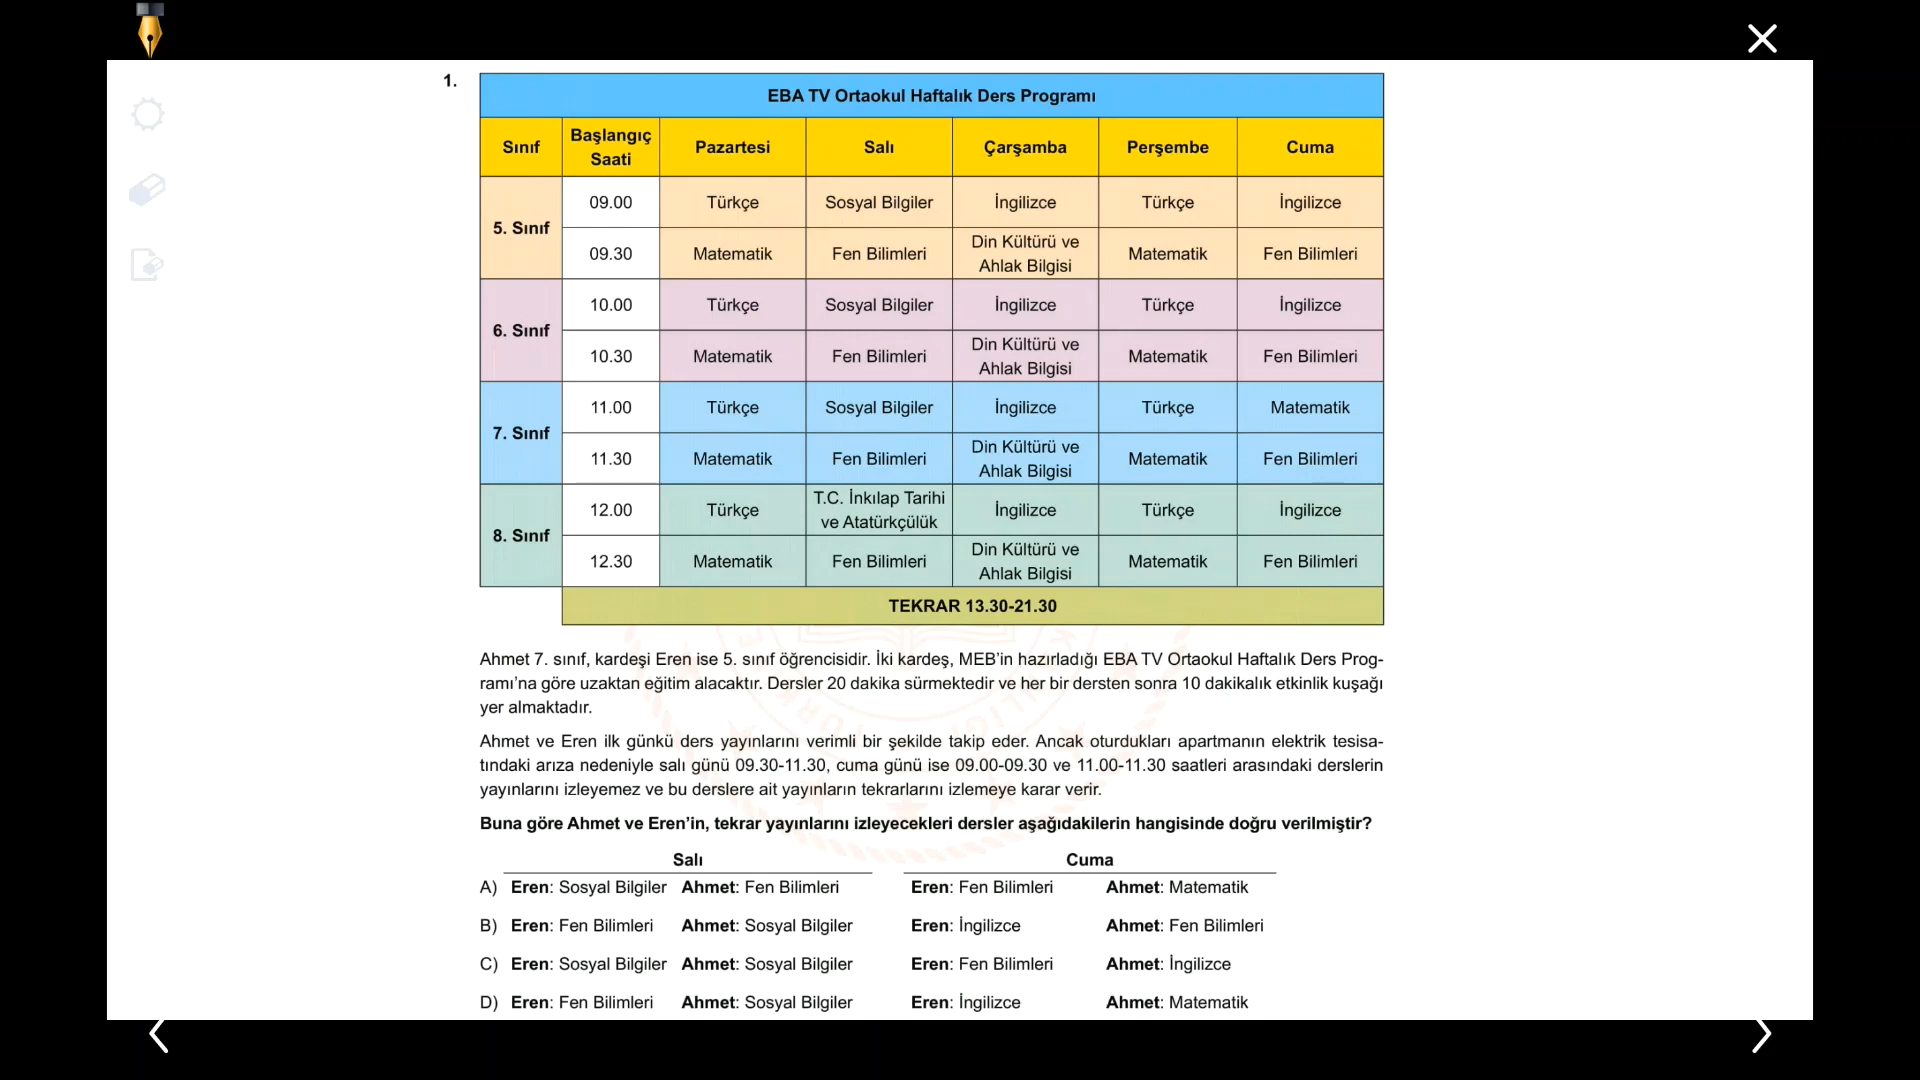 1.
EBA TV Ortaokul Haftalık Ders Programı
Sınıf
Başlangıç
Saati
Pazartesi
Salı
Çarşamba
Perşembe
Cuma
5. Sınıf
09.00
Türkçe
Sosyal Bilgiler
İngilizce
Türkçe
İngilizce
09.30
Matematik
Fen Bilimleri
Din Kültürü ve
Ahlak Bilgisi
Matematik
Fen Bilimleri
6. Sınıf
10.00
Türkçe
Sosyal Bilgiler
İngilizce
Türkçe
İngilizce
10.30
Matematik
Fen Bilimleri
Din Kültürü ve
Ahlak Bilgisi
Matematik
Fen Bilimleri
7. Sınıf
11.00
Türkçe
Sosyal Bilgiler
İngilizce
Türkçe
Matematik
11.30
Matematik
Fen Bilimleri
Din Kültürü ve
Ahlak Bilgisi
Matematik
Fen Bilimleri
8. Sınıf
12.00
Türkçe
T.C. İnkılap Tarihi
ve Atatürkçülük
İngilizce
Türkçe
İngilizce
12.30
Matematik
Fen Bilimleri
Din Kültürü ve
Ahlak Bilgisi
Matematik
Fen Bilimleri
TEKRAR 13.30-21.30
Ahmet 7. sınıf, kardeşi Eren ise 5. sınıf öğrencisidir. İki kardeş, MEB’in hazırladığı EBA TV Ortaokul Haftalık Ders Prog-
ramı’na göre uzaktan eğitim alacaktır. Dersler 20 dakika sürmektedir ve her bir dersten sonra 10 dakikalık etkinlik kuşağı
yer almaktadır.
Ahmet ve Eren ilk günkü ders yayınlarını verimli bir şekilde takip eder. Ancak oturdukları apartmanın elektrik tesisa-
tındaki arıza nedeniyle salı günü 09.30-11.30, cuma günü ise 09.00-09.30 ve 11.00-11.30 saatleri arasındaki derslerin
yayınlarını izleyemez ve bu derslere ait yayınların tekrarlarını izlemeye karar verir.
Buna göre Ahmet ve Eren’in, tekrar yayınlarını izleyecekleri dersler aşağıdakilerin hangisinde doğru verilmiştir?
Salı Cuma
A) Eren: Sosyal Bilgiler Ahmet: Fen Bilimleri Eren: Fen Bilimleri Ahmet: Matematik
B) Eren: Fen Bilimleri Ahmet: Sosyal Bilgiler Eren: İngilizce Ahmet: Fen Bilimleri
C) Eren: Sosyal Bilgiler Ahmet: Sosyal Bilgiler Eren: Fen Bilimleri Ahmet: İngilizce
D) Eren: Fen Bilimleri Ahmet: Sosyal Bilgiler Eren: İngilizce Ahmet: Matematik